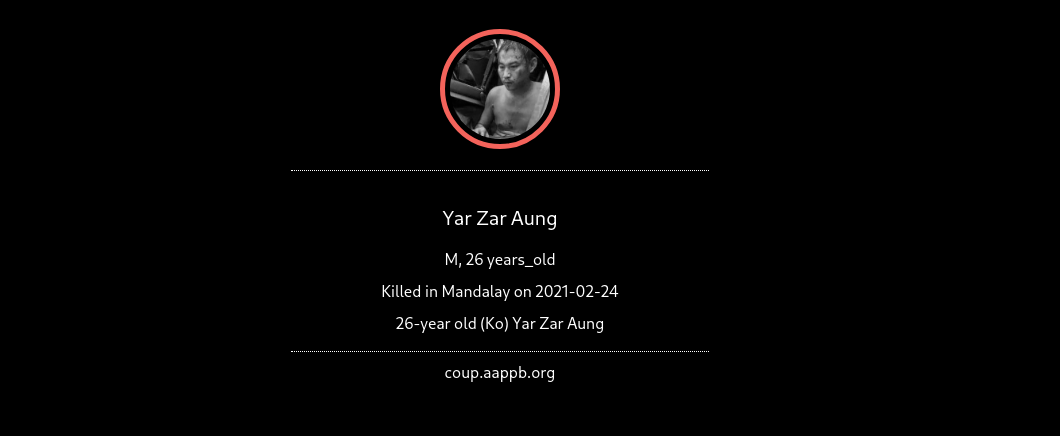 Yar Zar Aung
M, 26 years_old
Killed in Mandalay on 2021-02-24
26-year old (Ko) Yar Zar Aung
coup.aappb.org